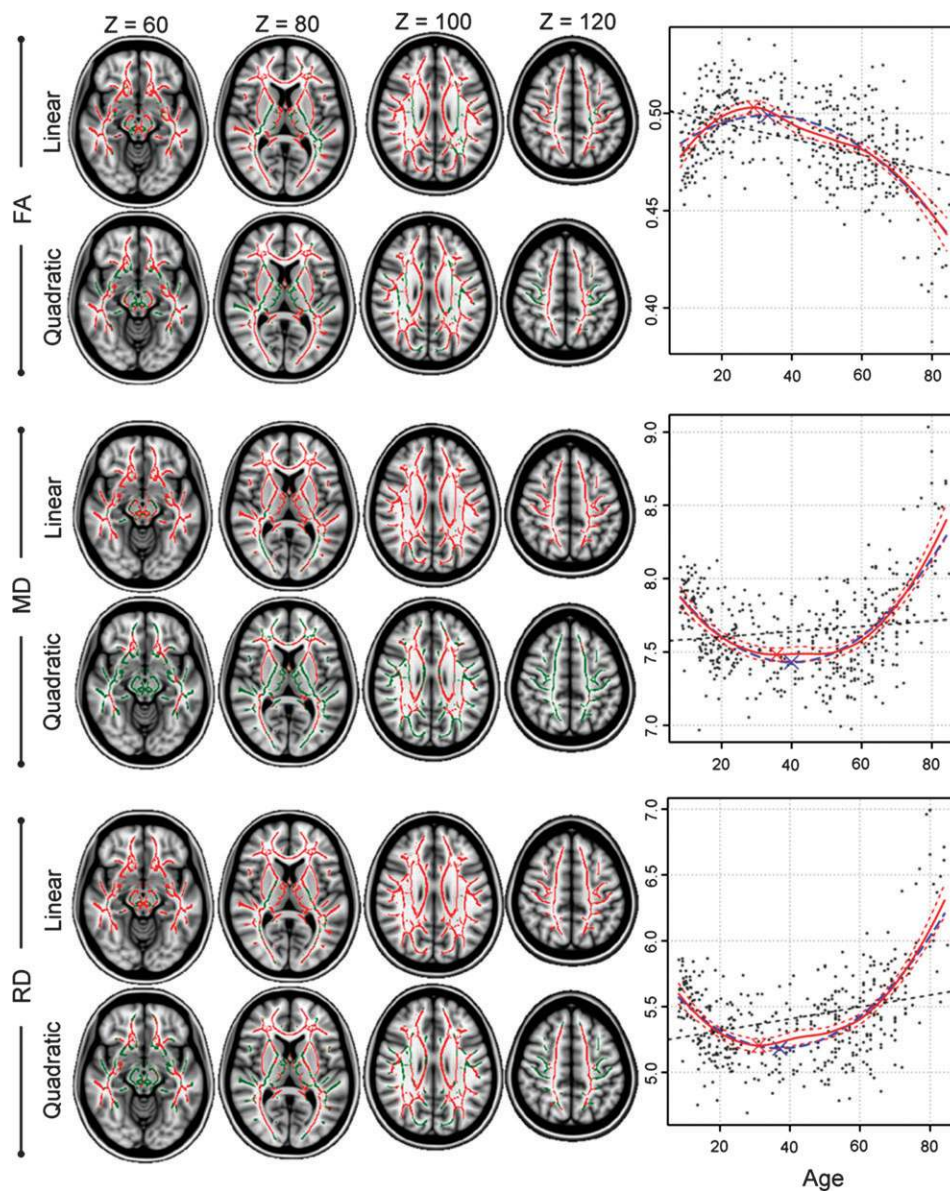 Z = 60 Z = 80 Z = 100 Z = 120
FA
Linear
Quadratic
0.50
0.45
0.40
20 40 60 80
MD
Linear
Quadratic
9.0
8.5
8.0
7.5
7.0
20 40 60 80
RD
Linear
Quadratic
7.0
6.5
6.0
5.5
5.0
20 40 60 80
Age